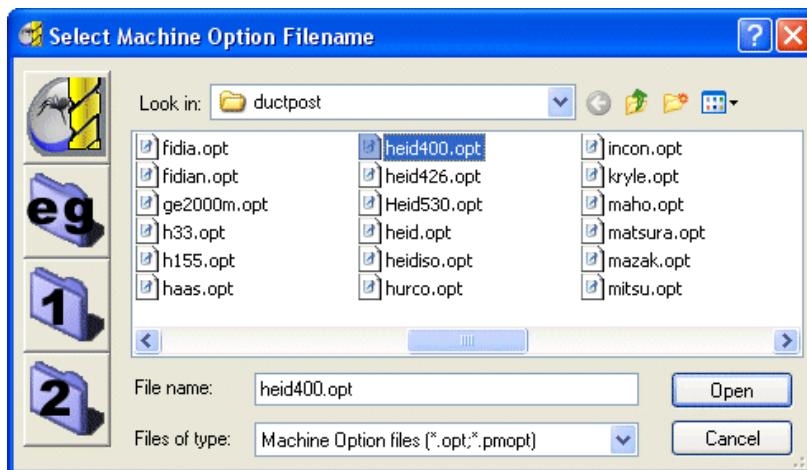 Select Machine Option Filename
Look in: ductpost
fidia.opt heid400.opt incon.opt
fidian.opt heid426.opt kryle.opt
ge2000m.opt Heid530.opt maho.opt
h33.opt heid.opt matsura.opt
h155.opt heidiso.opt mazak.opt
haas.opt hurco.opt mitsu.opt
eg
1
2
File name: heid400.opt Open
Files of type: Machine Option files (*.opt;*.pmopt) Cancel